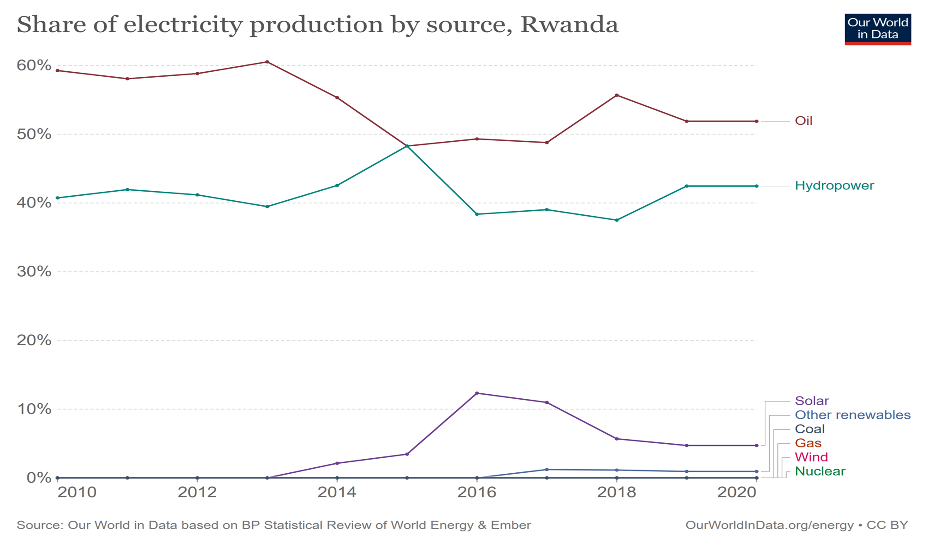 Share of electricity production by source, Rwanda
Our World
in Data
60%
50%
40%
30%
20%
10%
0%
2010
2012
2014
2016
2018
2020
Oil
Hydropower
Solar
Other renewables
Coal
Gas
Wind
Nuclear
Source: Our World in Data based on BP Statistical Review of World Energy & Ember
OurWorldInData.org/energy • CC BY